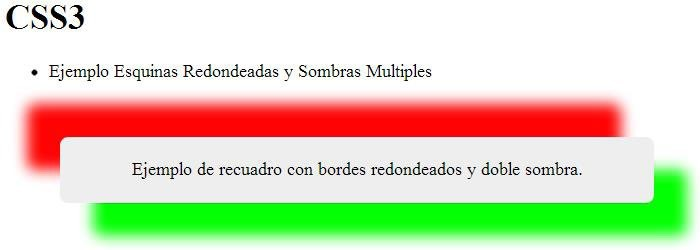 CSS3
Ejemplo Esquinas Redondeadas y Sombras Multiples
Ejemplo de recuadro con bordes redondeados y doble sombra.